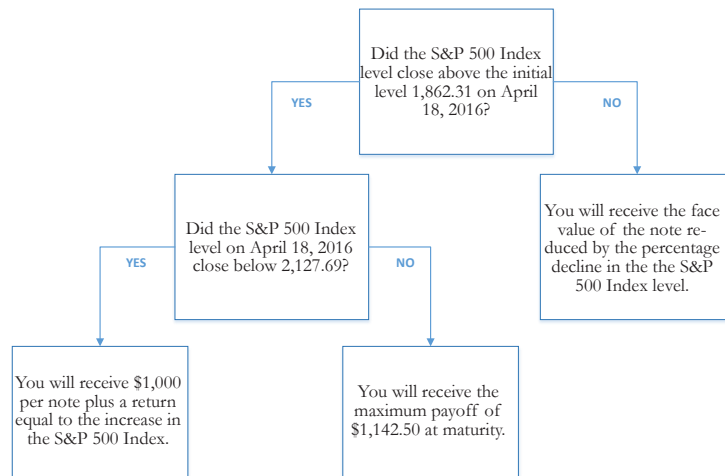 Did the S&P 500 Index
level close above the initial
level 1,862.31 on April
18, 2016?
YES
NO
Did the S&P 500 Index
level on April 18, 2016
close below 2,127.69?
You will receive the face
value of the note re-
duced by the percentage
decline in the the S&P
500 Index level.
YES
NO
You will receive $1,000
per note plus a return
equal to the increase in
the S&P 500 Index.
You will receive the
maximum payoff of
$1,142.50 at maturity.